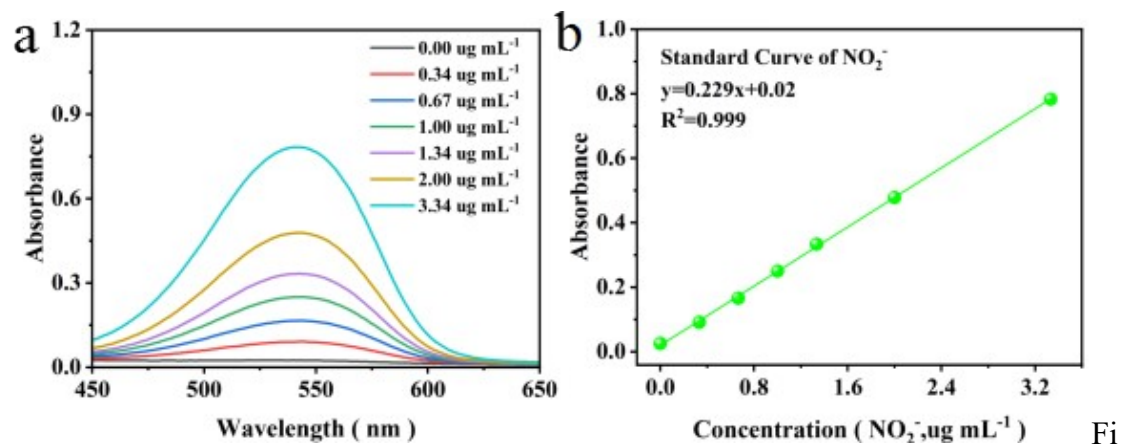 a
1.2
0.9
0.6
0.3
0.0
Absorbance
450 500 550 600 650
Wavelength ( nm )
0.00 ug mL⁻¹
0.34 ug mL⁻¹
0.67 ug mL⁻¹
1.00 ug mL⁻¹
1.34 ug mL⁻¹
2.00 ug mL⁻¹
3.34 ug mL⁻¹
b
Standard Curve of NO₂⁻
y=0.229x+0.02
R²=0.999
1.0
0.8
0.6
0.4
0.2
0.0
Absorbance
0.0 0.8 1.6 2.4 3.2
Concentration ( NO₂⁻,ug mL⁻¹ )
Fi